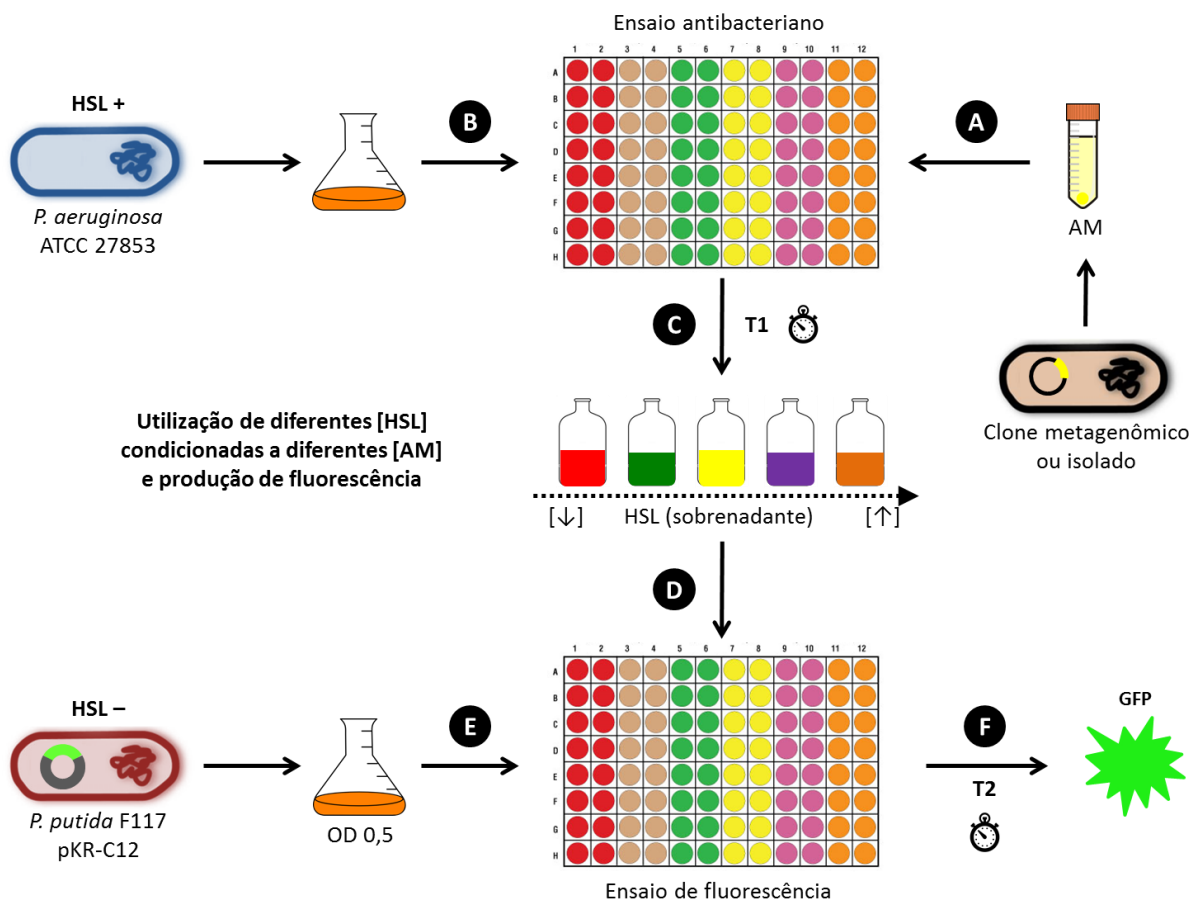 Ensaio antibacteriano
1 2 3 4 5 6 7 8 9 10 11 12
A
B
C
D
E
F
G
H
HSL +
P. aeruginosa
ATCC 27853
B
A
AM
C
T1
Clone metagenômico
ou isolado
Utilização de diferentes [HSL]
condicionadas a diferentes [AM]
e produção de fluorescência
[↓] HSL (sobrenadante) [↑]
D
1 2 3 4 5 6 7 8 9 10 11 12
A
B
C
D
E
F
G
H
HSL –
P. putida F117
pKR-C12
OD 0,5
E
F
T2
GFP
Ensaio de fluorescência